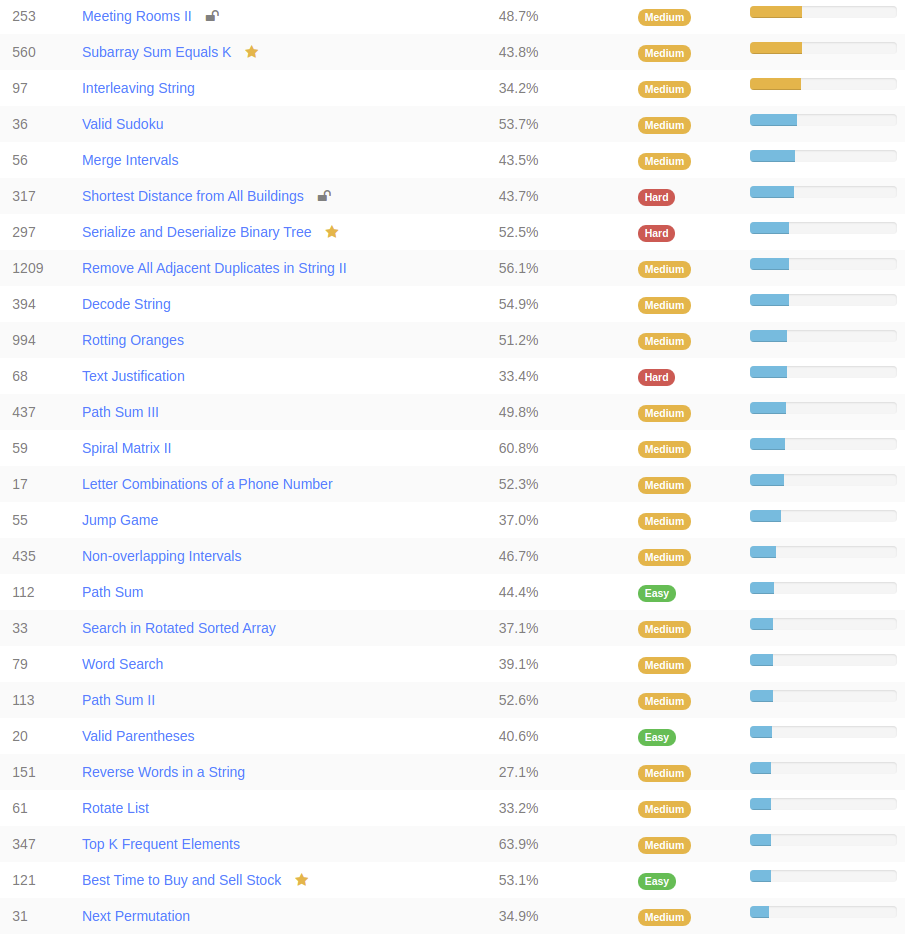 253 Meeting Rooms II 48.7% Medium
560 Subarray Sum Equals K 43.8% Medium
97 Interleaving String 34.2% Medium
36 Valid Sudoku 53.7% Medium
56 Merge Intervals 43.5% Medium
317 Shortest Distance from All Buildings 43.7% Hard
297 Serialize and Deserialize Binary Tree 52.5% Hard
1209 Remove All Adjacent Duplicates in String II 56.1% Medium
394 Decode String 54.9% Medium
994 Rotting Oranges 51.2% Medium
68 Text Justification 33.4% Hard
437 Path Sum III 49.8% Medium
59 Spiral Matrix II 60.8% Medium
17 Letter Combinations of a Phone Number 52.3% Medium
55 Jump Game 37.0% Medium
435 Non-overlapping Intervals 46.7% Medium
112 Path Sum 44.4% Easy
33 Search in Rotated Sorted Array 37.1% Medium
79 Word Search 39.1% Medium
113 Path Sum II 52.6% Medium
20 Valid Parentheses 40.6% Easy
151 Reverse Words in a String 27.1% Medium
61 Rotate List 33.2% Medium
347 Top K Frequent Elements 63.9% Medium
121 Best Time to Buy and Sell Stock 53.1% Easy
31 Next Permutation 34.9% Medium